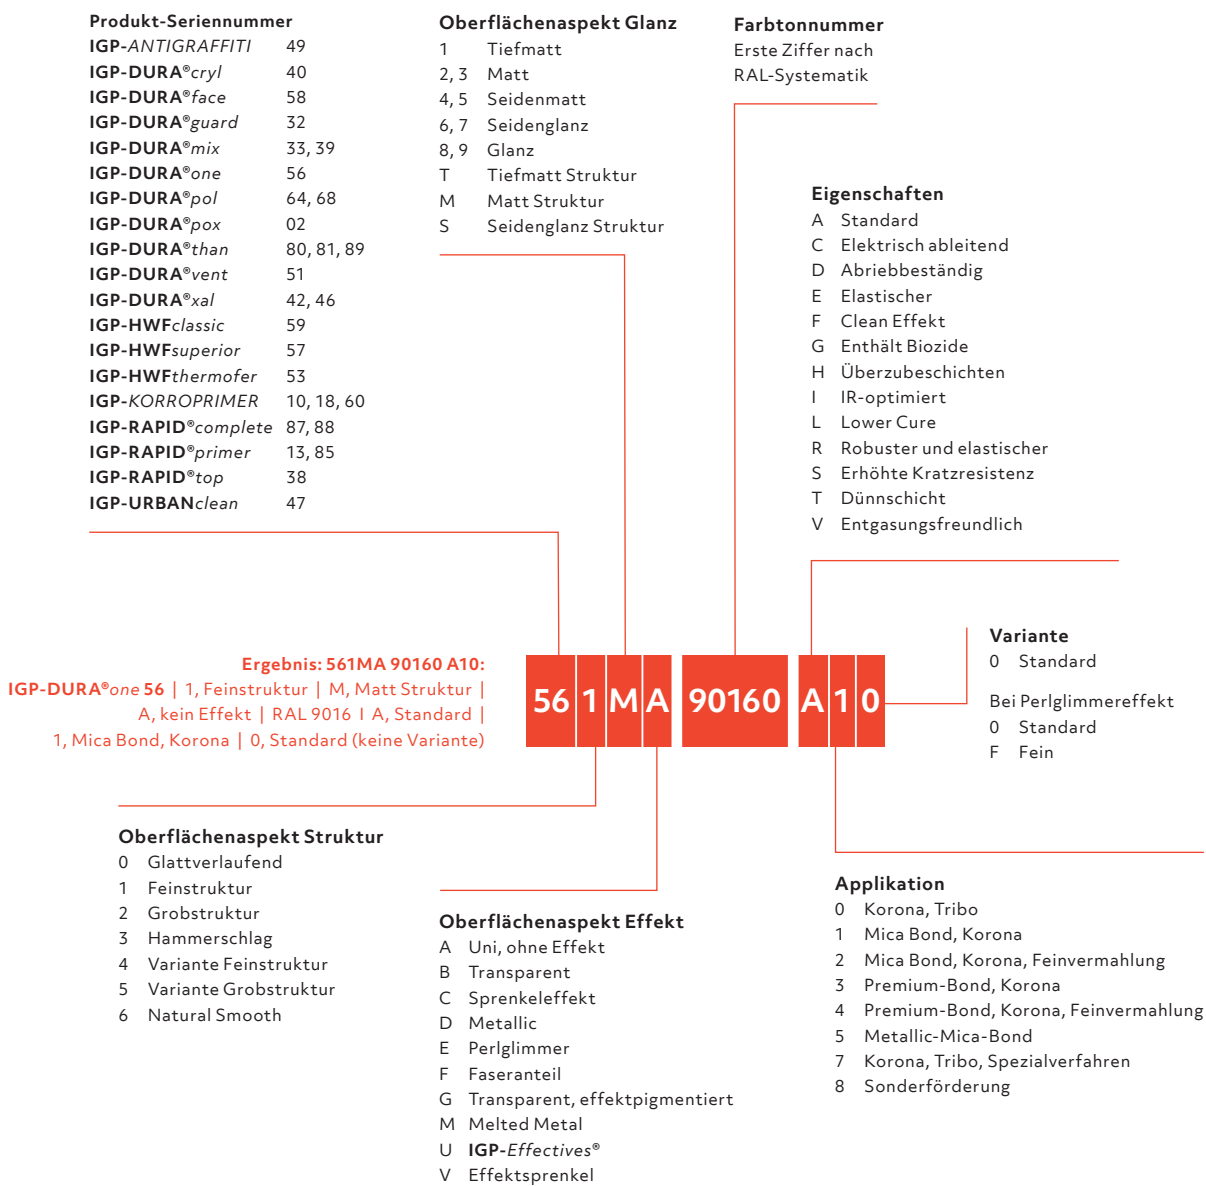 Produkt-Seriennummer
IGP-ANTIGRAFFITI 49
IGP-DURA®cryl 40
IGP-DURA®face 58
IGP-DURA®guard 32
IGP-DURA®mix 33, 39
IGP-DURA®one 56
IGP-DURA®pol 64, 68
IGP-DURA®pox 02
IGP-DURA®than 80, 81, 89
IGP-DURA®vent 51
IGP-DURA®xal 42, 46
IGP-HWFclassic 59
IGP-HWFsuperior 57
IGP-HWFthermofer 53
IGP-KORROPRIMER 10, 18, 60
IGP-RAPID®complete 87, 88
IGP-RAPID®primer 13, 85
IGP-RAPID®top 38
IGP-URBANclean 47
Oberflächenaspekt Glanz
1 Tiefmatt
2, 3 Matt
4, 5 Seidenmatt
6, 7 Seidenglanz
8, 9 Glanz
T Tiefmatt Struktur
M Matt Struktur
S Seidenglanz Struktur
Farbtonnummer
Erste Ziffer nach
RAL-Systematik
Eigenschaften
A Standard
C Elektrisch ableitend
D Abriebbeständig
E Elastischer
F Clean Effekt
G Enthält Biozide
H Überzubeschichten
I IR-optimiert
L Lower Cure
R Robuster und elastischer
S Erhöhte Kratzresistenz
T Dünnschicht
V Entgasungsfreundlich
Ergebnis: 561MA 90160 A10:
IGP-DURA®one 56 | 1, Feinstruktur | M, Matt Struktur |
A, kein Effekt | RAL 9016 I A, Standard |
1, Mica Bond, Korona | 0, Standard (keine Variante)
56 1 M A 90160 A 1 0
Variante
0 Standard
Bei Perlglimmereffekt
0 Standard
F Fein
Oberflächenaspekt Struktur
0 Glattverlaufend
1 Feinstruktur
2 Grobstruktur
3 Hammerschlag
4 Variante Feinstruktur
5 Variante Grobstruktur
6 Natural Smooth
Oberflächenaspekt Effekt
A Uni, ohne Effekt
B Transparent
C Sprenkeleffekt
D Metallic
E Perlglimmer
F Faseranteil
G Transparent, effektpigmentiert
M Melted Metal
U IGP-Effectives®
V Effektsprenkel
Applikation
0 Korona, Tribo
1 Mica Bond, Korona
2 Mica Bond, Korona, Feinvermahlung
3 Premium-Bond, Korona
4 Premium-Bond, Korona, Feinvermahlung
5 Metallic-Mica-Bond
7 Korona, Tribo, Spezialverfahren
8 Sonderförderung